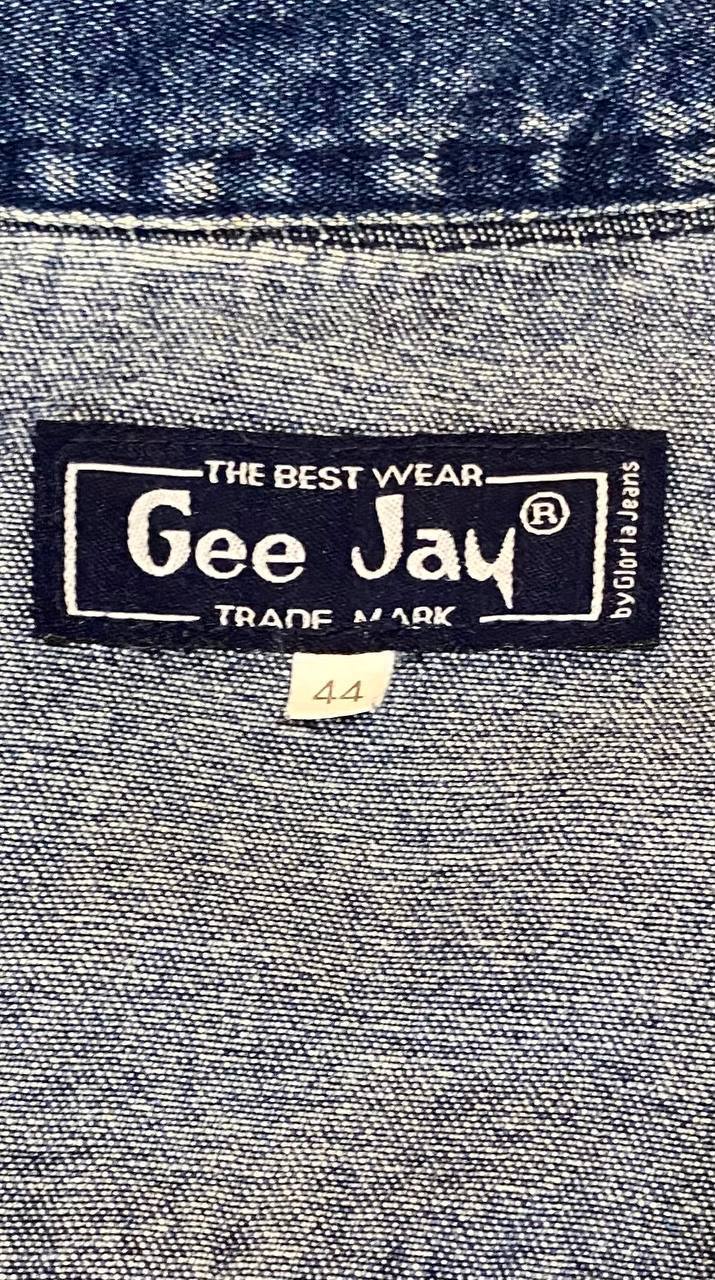 THE BEST WEAR
Gee Jay®
TRADE MARK
by Gloria Jeans
44